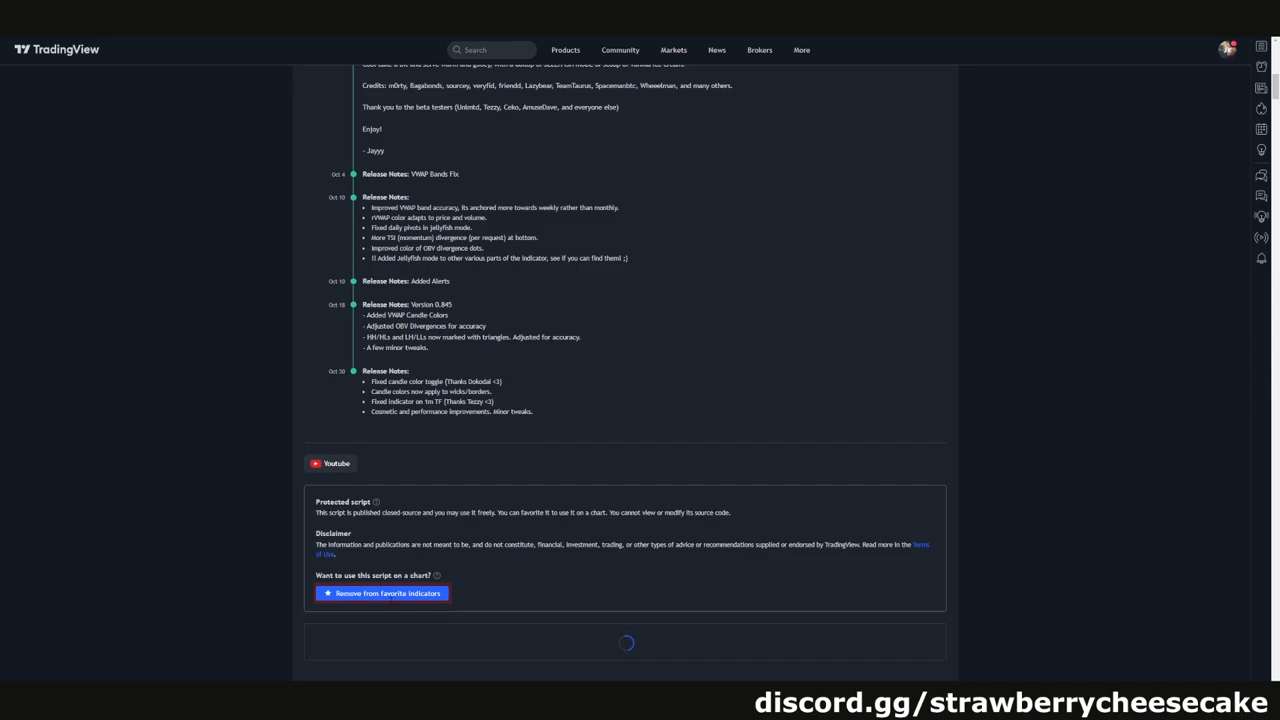 TradingView
Search
Products
Community
Markets
News
Brokers
More
Credits: mDrty, Bagabonds, sourcey, veryfid, friendd, Lazybear, TeamTaurus, Spacemanbtc, Wheeelman, and many others.
Thank you to the beta testers (Unlmtd, Tezzy, Ceko, AmuseDave, and everyone else)
Enjoy!
- Jayyy
Oct 4
Release Notes: VWAP Bands Fix
Oct 10
Release Notes:
• Improved VWAP band accuracy, its anchored more towards weekly rather than monthly.
• rVWAP color adapts to price and volume.
• Fixed daily pivots in jellyfish mode.
• More TSI (momentum) divergence (per request) at bottom.
• Improved color of OBV divergence dots.
• !! Added Jellyfish mode to other various parts of the indicator, see if you can find them! ;)
Oct 10
Release Notes: Added Alerts
Oct 18
Release Notes: Version 0.845
- Added VWAP Candle Colors
- Adjusted OBV Divergences for accuracy
- HH/HLs and LH/LLs now marked with triangles. Adjusted for accuracy.
- A few minor tweaks.
Oct 30
Release Notes:
• Fixed candle color toggle (Thanks Dokodai <3)
• Candle colors now apply to wicks/borders.
• Fixed indicator on 1m TF (Thanks Tezzy <3)
• Cosmetic and performance improvements. Minor tweaks.
Youtube
Protected script
This script is published closed-source and you may use it freely. You can favorite it to use it on a chart. You cannot view or modify its source code.
Disclaimer
The information and publications are not meant to be, and do not constitute, financial, investment, trading, or other types of advice or recommendations supplied or endorsed by TradingView. Read more in the Terms
of Use.
Want to use this script on a chart?
Remove from favorite indicators
discord.gg/strawberrycheesecake